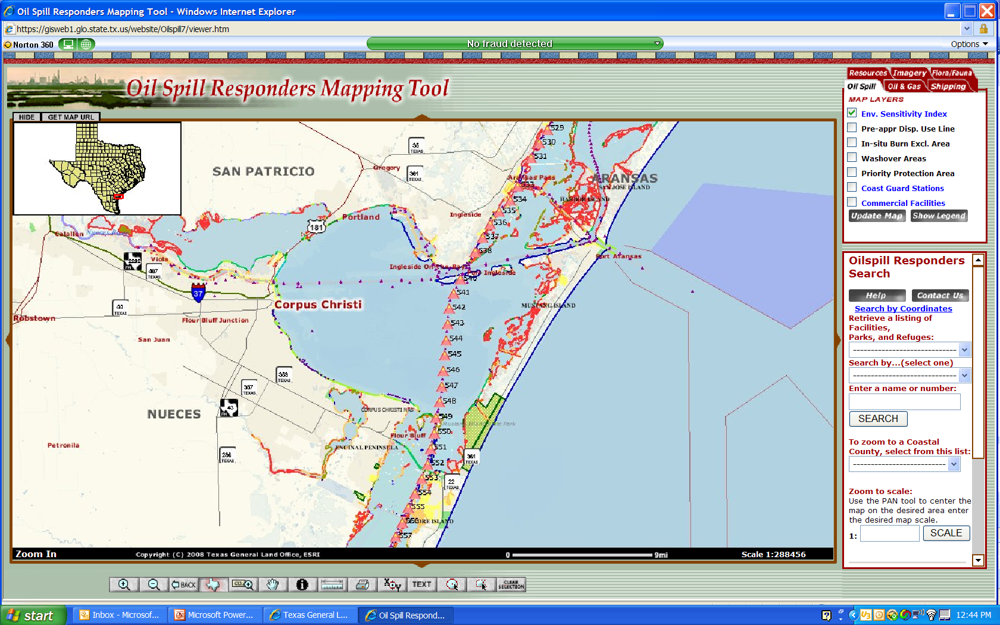 Oil Spill Responders Mapping Tool - Windows Internet Explorer
https://gisweb1.glo.state.tx.us/website/Oilspill7/viewer.htm
Norton 360
No fraud detected
Options
Oil Spill Responders Mapping Tool
HIDE
GET MAP URL
Resources Imagery Flora/Fauna
Oil Spill Oil & Gas Shipping
MAP LAYERS
Env. Sensitivity Index
Pre-appr Disp. Use Line
In-situ Burn Excl. Area
Washover Areas
Priority Protection Area
Coast Guard Stations
Commercial Facilities
Update Map Show Legend
Oilspill Responders
Search
Help Contact Us
Search by Coordinates
Retrieve a listing of
Facilities,
Parks, and Refuges:
Search by...(select one)
Enter a name or number:
SEARCH
To zoom to a Coastal
County, select from this list:
Zoom to scale:
Use the PAN tool to center the
map on the desired area enter
the desired map scale.
1:
SCALE
529
530
531
533
534
535
536
537
538
540
541
542
543
544
545
546
547
548
549
550
551
552
553
554
555
556
557
35
TEXAS
361
TEXAS
SAN PATRICIO
Gregory
Aransas Pass
ARANSAS
SAN JOSE ISLAND
HARBOR ISLAND
Ingleside
Portland
181
Calallen
Viola
407
TEXAS
37
44
TEXAS
Robstown
Corpus Christi
Flour Bluff Junction
San Juan
Ingleside On The Bay
Port Ingleside
Port Aransas
MUSTANG ISLAND
358
357
TEXAS
43
FM
NUECES
CORPUS CHRISTI NAS
Flour Bluff
ENCINAL PENINSULA
Petronila
286
TEXAS
361
TEXAS
22
TEXAS
Zoom In
Copyright (C) 2008 Texas General Land Office, ESRI
0
9mi
Scale 1:288456
BACK
CO.
X
Y
TEXT
CLEAR
SELECTION
start
Inbox - Microsof...
Microsoft Power...
Texas General L...
Oil Spill Respond...
12:44 PM